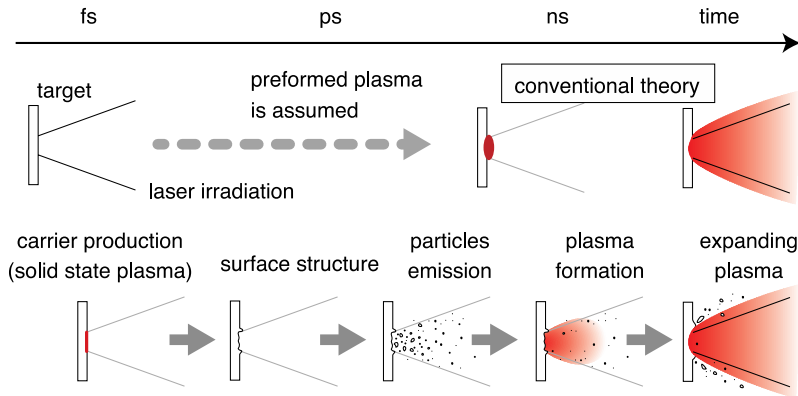 fs ps ns time
target
preformed plasma
is assumed
conventional theory
laser irradiation
carrier production
(solid state plasma)
surface structure
particles
emission
plasma
formation
expanding
plasma